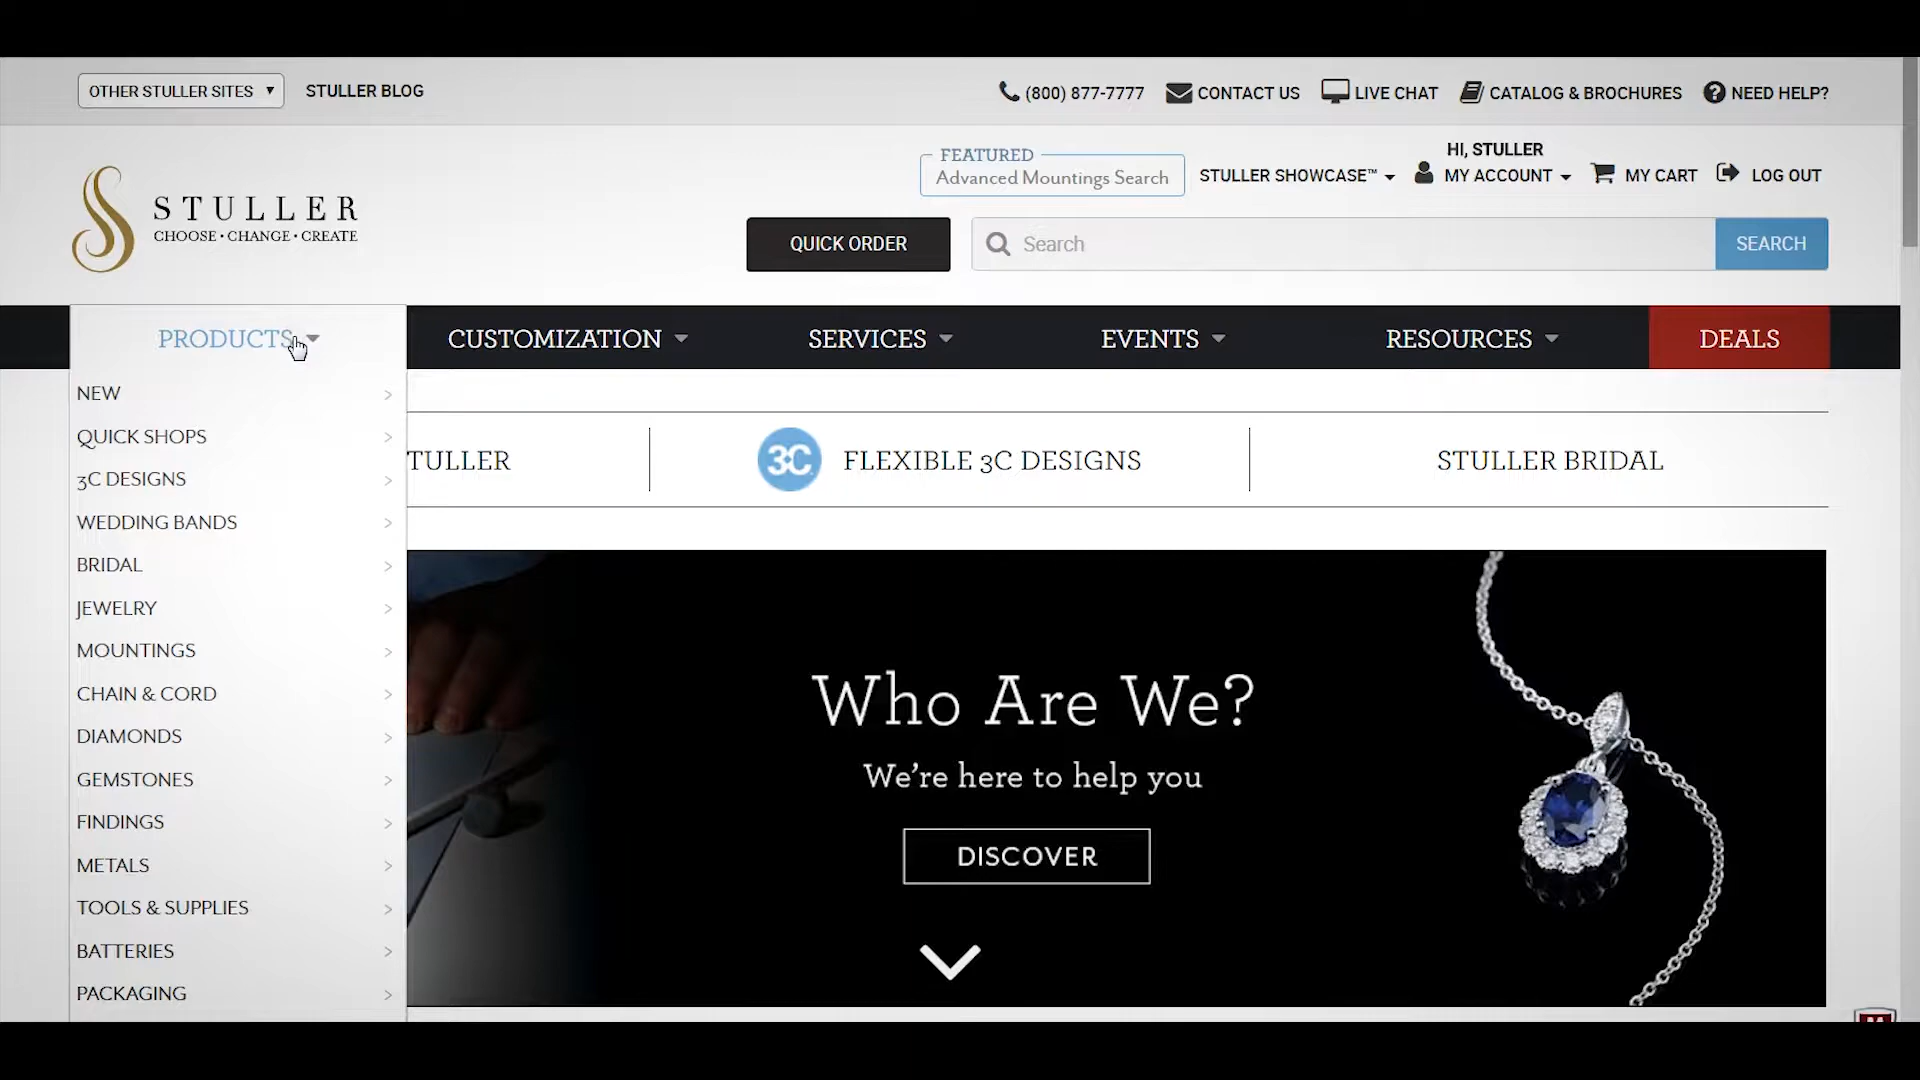 OTHER STULLER SITES ▼
STULLER BLOG
(800) 877-7777
CONTACT US
LIVE CHAT
CATALOG & BROCHURES
NEED HELP?
STULLER
CHOOSE • CHANGE • CREATE
FEATURED
Advanced Mountings Search
STULLER SHOWCASE™
HI, STULLER
MY ACCOUNT
MY CART
LOG OUT
QUICK ORDER
Search
SEARCH
PRODUCTS
CUSTOMIZATION
SERVICES
EVENTS
RESOURCES
DEALS
NEW >
QUICK SHOPS >
3C DESIGNS >
WEDDING BANDS >
BRIDAL >
JEWELRY >
MOUNTINGS >
CHAIN & CORD >
DIAMONDS >
GEMSTONES >
FINDINGS >
METALS >
TOOLS & SUPPLIES >
BATTERIES >
PACKAGING >
TULLER
3C
FLEXIBLE 3C DESIGNS
STULLER BRIDAL
Who Are We?
We're here to help you
DISCOVER